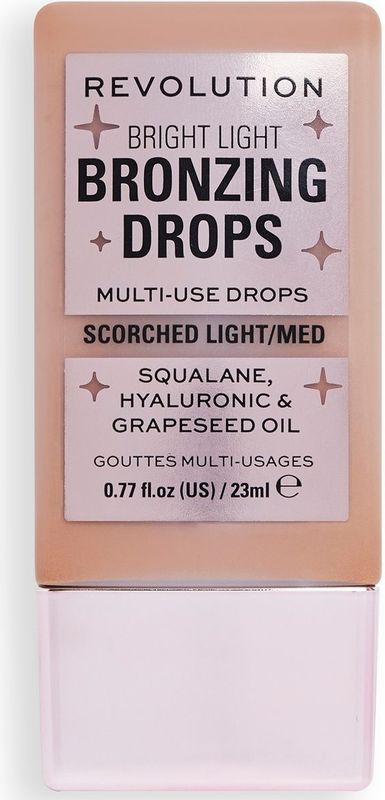 REVOLUTION
BRIGHT LIGHT
BRONZING
DROPS
MULTI-USE DROPS
SCORCHED LIGHT/MED
SQUALANE,
HYALURONIC &
GRAPESEED OIL
GOUTTES MULTI-USAGES
0.77 fl.oz (US) / 23ml ℮